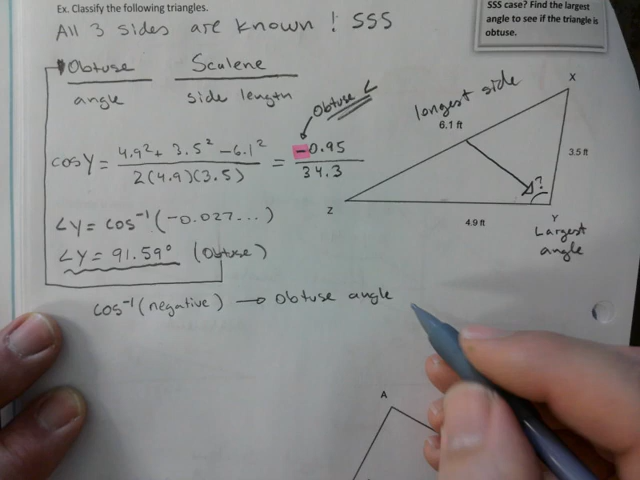 Ex. Classify the following triangles.
SSS case? Find the largest
angle to see if the triangle is
obtuse.
All 3 sides are known! SSS
Obtuse Scalene
angle side length
Obtuse ∠
longest side
X
6.1 ft
3.5 ft
cosY = (4.9² + 3.5² - 6.1²) / (2(4.9)(3.5)) = -0.95 / 34.3
?
Z
4.9 ft
Y
Largest
angle
∠Y = cos⁻¹(-0.027...)
∠Y = 91.59° (Obtuse)
cos⁻¹(negative) → Obtuse angle
A